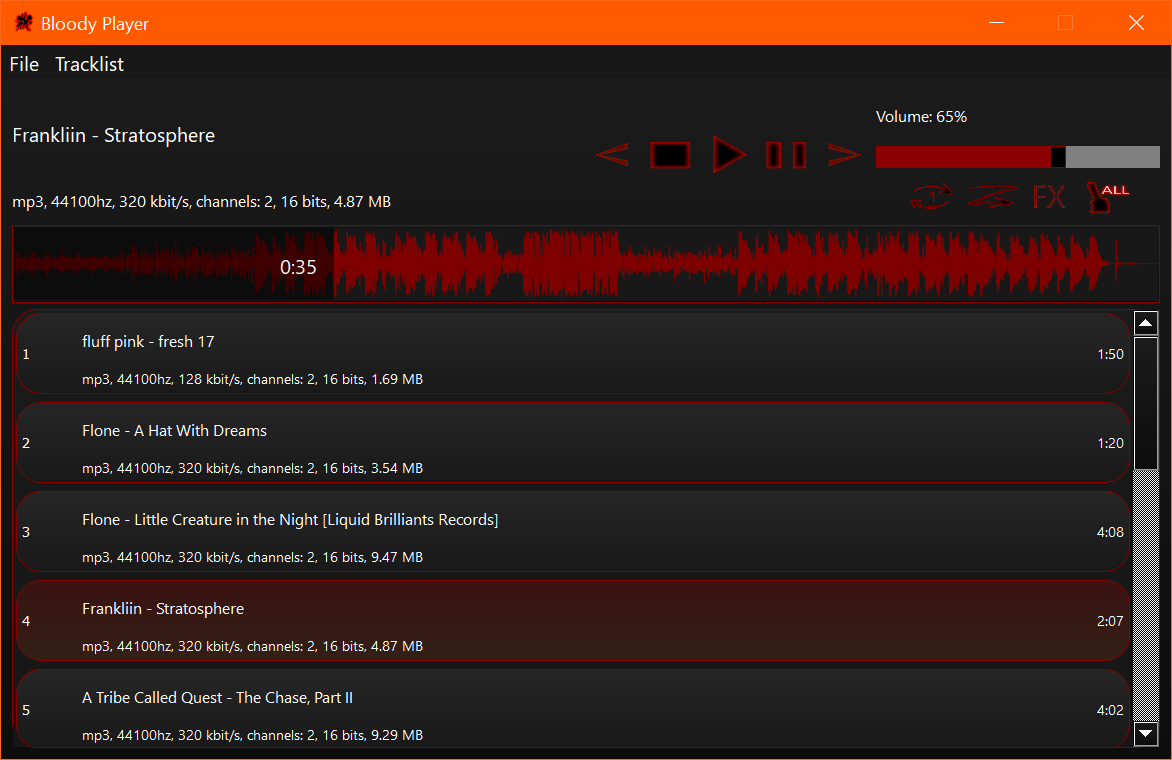 Bloody Player
File Tracklist
Volume: 65%
Frankliin - Stratosphere
mp3, 44100hz, 320 kbit/s, channels: 2, 16 bits, 4.87 MB
1 FX ALL
0:35
fluff pink - fresh 17
1 1:50
mp3, 44100hz, 128 kbit/s, channels: 2, 16 bits, 1.69 MB
Flone - A Hat With Dreams
2 1:20
mp3, 44100hz, 320 kbit/s, channels: 2, 16 bits, 3.54 MB
Flone - Little Creature in the Night [Liquid Brilliants Records]
3 4:08
mp3, 44100hz, 320 kbit/s, channels: 2, 16 bits, 9.47 MB
Frankliin - Stratosphere
4 2:07
mp3, 44100hz, 320 kbit/s, channels: 2, 16 bits, 4.87 MB
A Tribe Called Quest - The Chase, Part II
5 4:02
mp3, 44100hz, 320 kbit/s, channels: 2, 16 bits, 9.29 MB